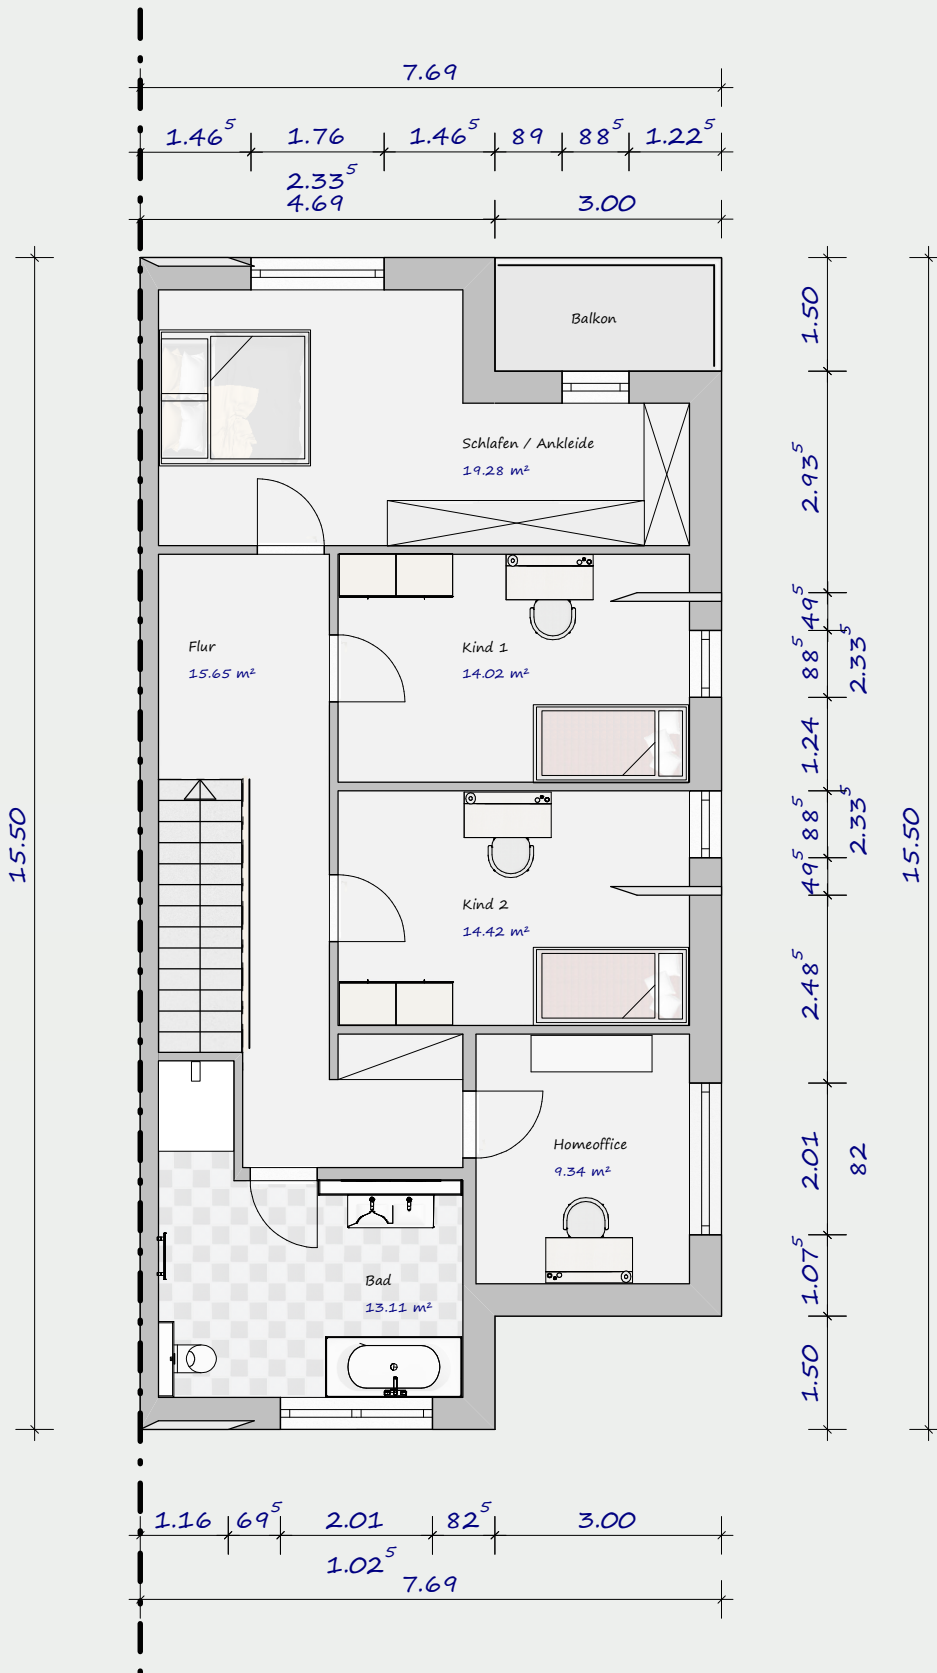 7.69
1.46⁵ 1.76 1.46⁵ 89 88⁵ 1.22⁵
2.33⁵
4.69 3.00
Balkon
1.50
Schlafen / Ankleide
19.28 m²
2.93⁵
49⁵
Flur
15.65 m²
Kind 1
14.02 m²
88⁵
2.33⁵
1.24
15.50
88⁵
2.33⁵
15.50
49⁵
Kind 2
14.42 m²
2.48⁵
Homeoffice
9.34 m²
2.01
82
Bad
13.11 m²
1.07⁵
1.50
1.16 69⁵ 2.01 82⁵ 3.00
1.02⁵
7.69